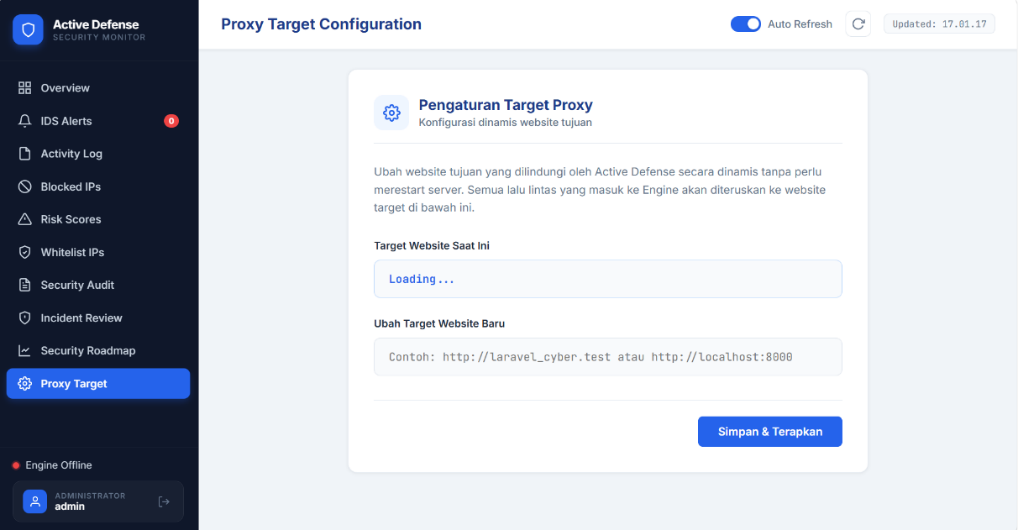 Active Defense
SECURITY MONITOR
Overview
IDS Alerts
0
Activity Log
Blocked IPs
Risk Scores
Whitelist IPs
Security Audit
Incident Review
Security Roadmap
Proxy Target
Engine Offline
ADMINISTRATOR
admin
Proxy Target Configuration
Auto Refresh
Updated: 17.01.17
Pengaturan Target Proxy
Konfigurasi dinamis website tujuan
Ubah website tujuan yang dilindungi oleh Active Defense secara dinamis tanpa perlu
merestart server. Semua lalu lintas yang masuk ke Engine akan diteruskan ke website
target di bawah ini.
Target Website Saat Ini
Loading...
Ubah Target Website Baru
Contoh: http://laravel_cyber.test atau http://localhost:8000
Simpan & Terapkan